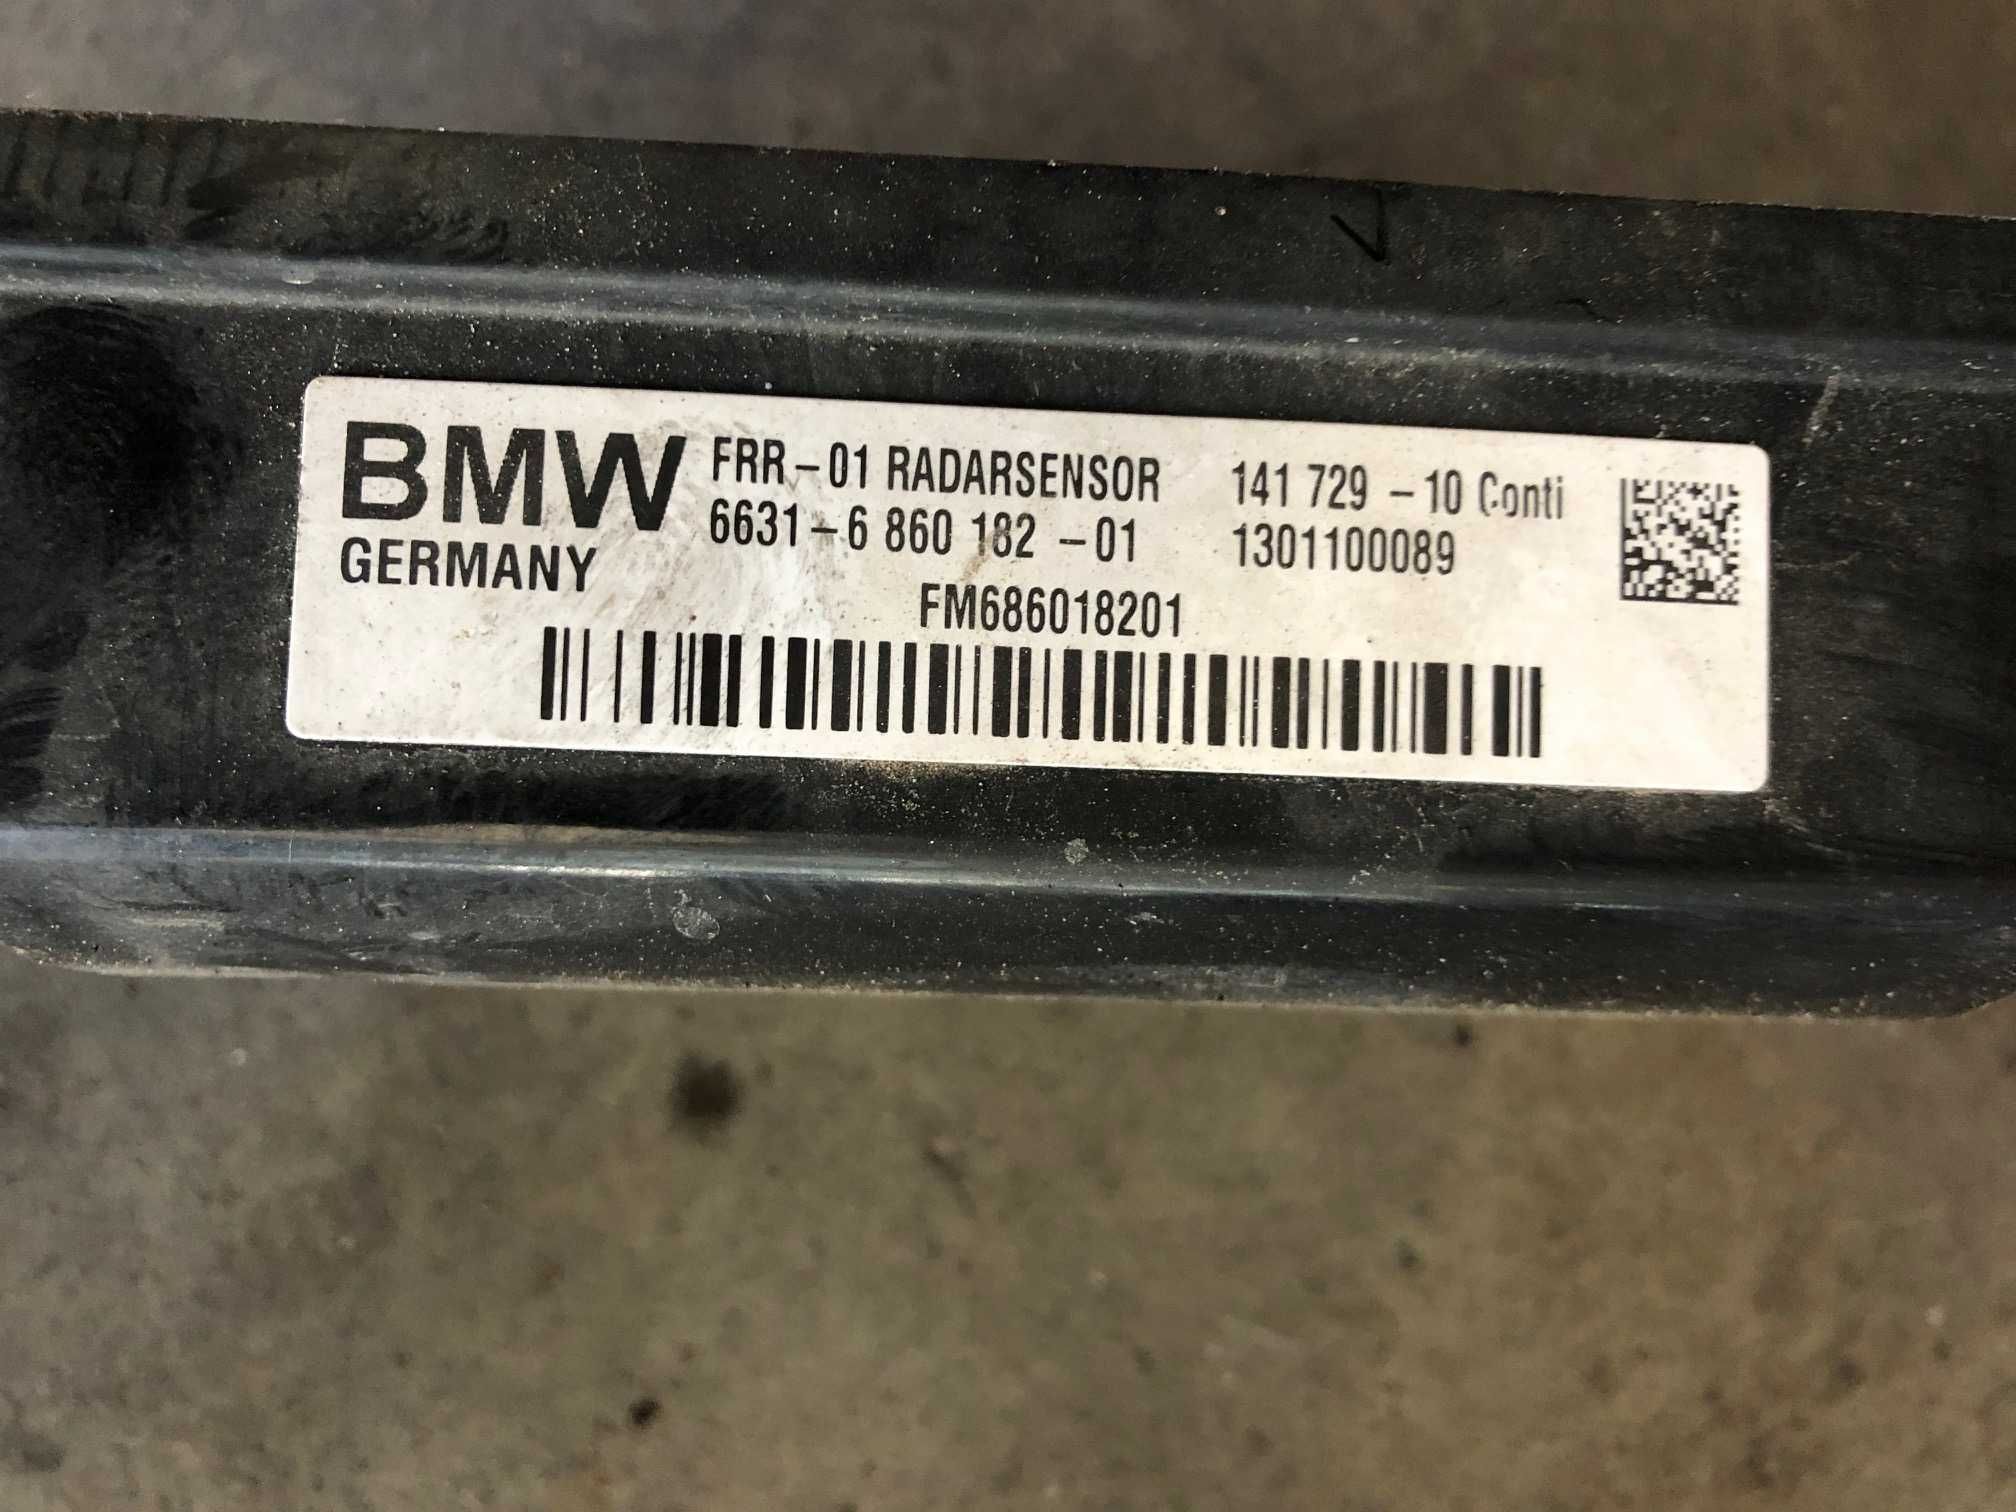 BMW FRR-01 RADARSENSOR 141 729 -10 Conti
6631-6 860 182 -01 1301100089
GERMANY
FM686018201